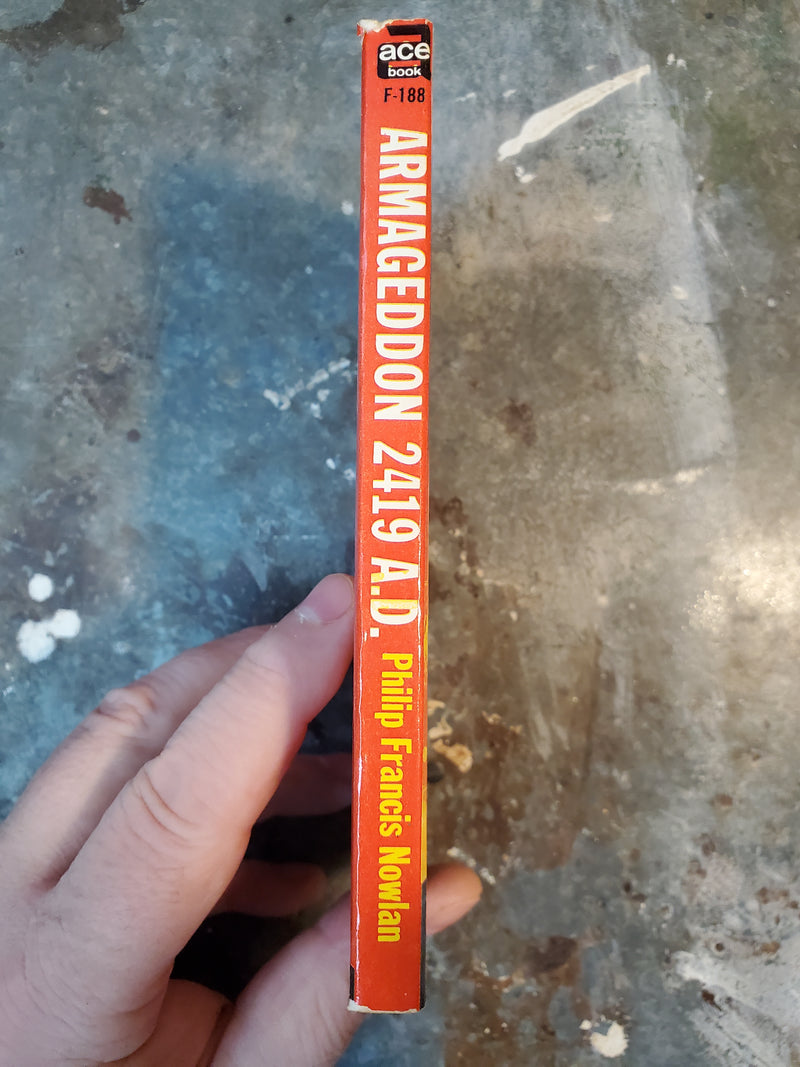 ace
book
F-188
ARMAGEDDON 2419 A.D. Philip Francis Nowlan